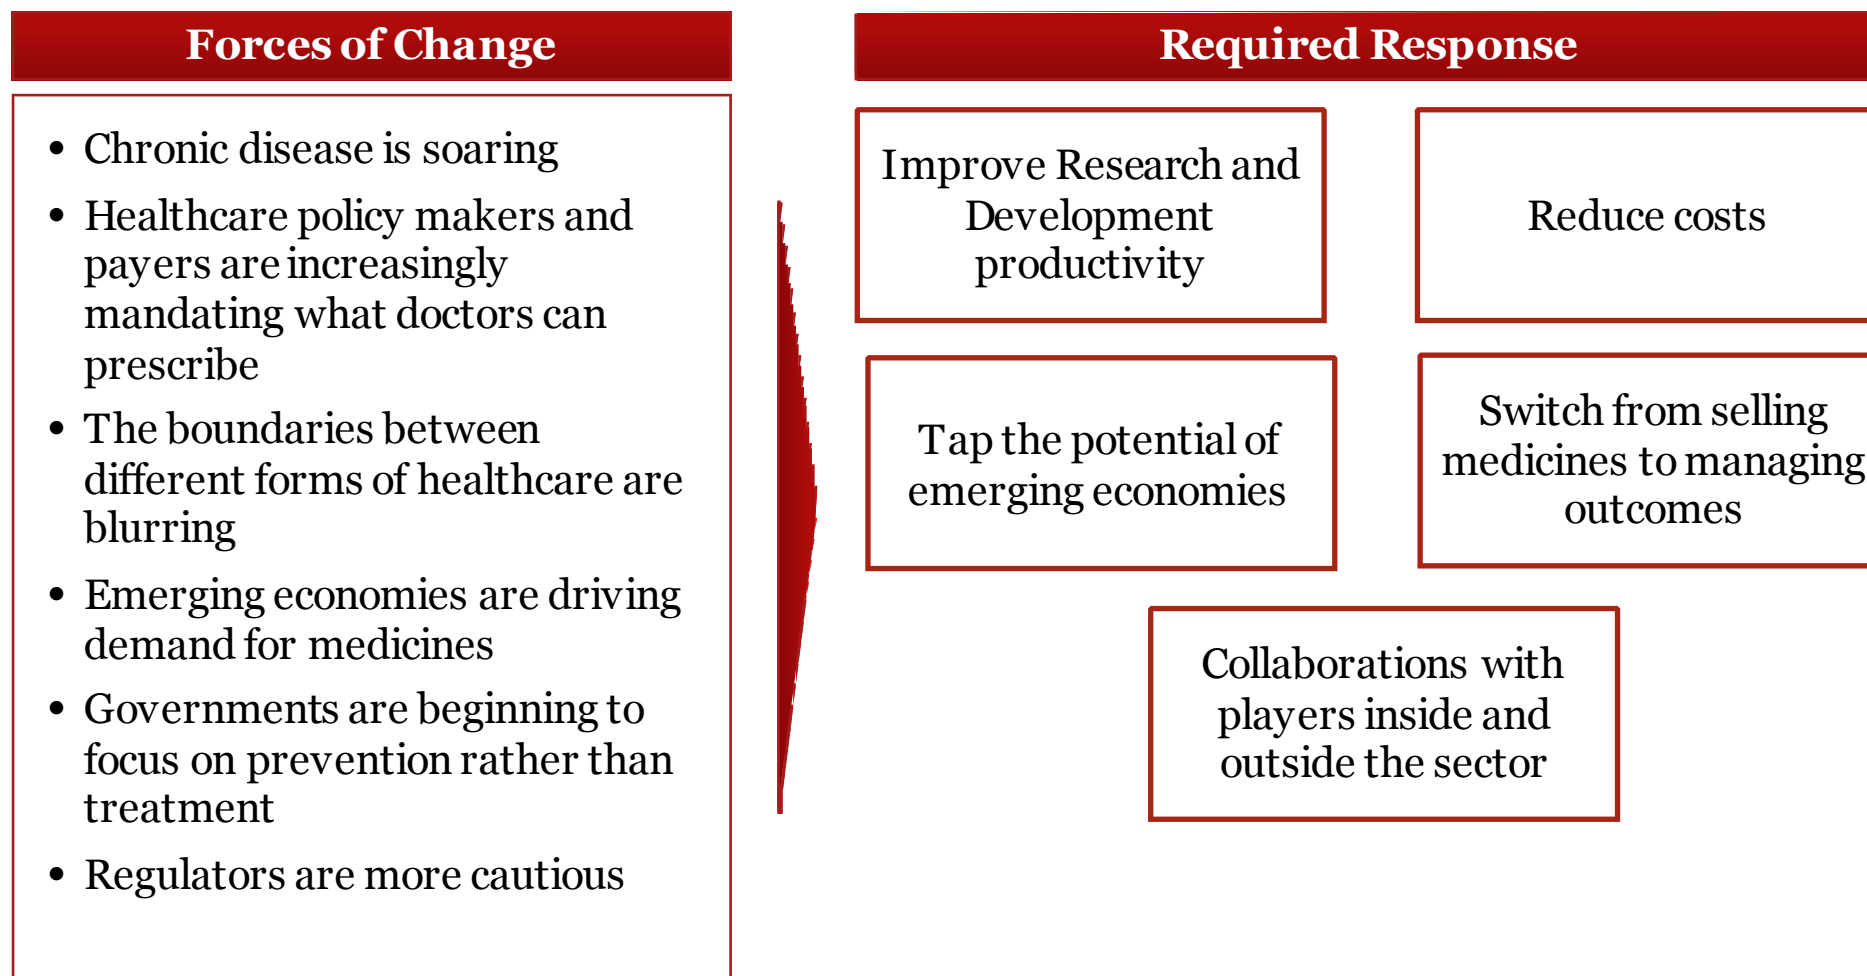 Forces of Change
• Chronic disease is soaring
• Healthcare policy makers and
payers are increasingly
mandating what doctors can
prescribe
• The boundaries between
different forms of healthcare are
blurring
• Emerging economies are driving
demand for medicines
• Governments are beginning to
focus on prevention rather than
treatment
• Regulators are more cautious
Required Response
Improve Research and
Development
productivity
Reduce costs
Tap the potential of
emerging economies
Switch from selling
medicines to managing
outcomes
Collaborations with
players inside and
outside the sector